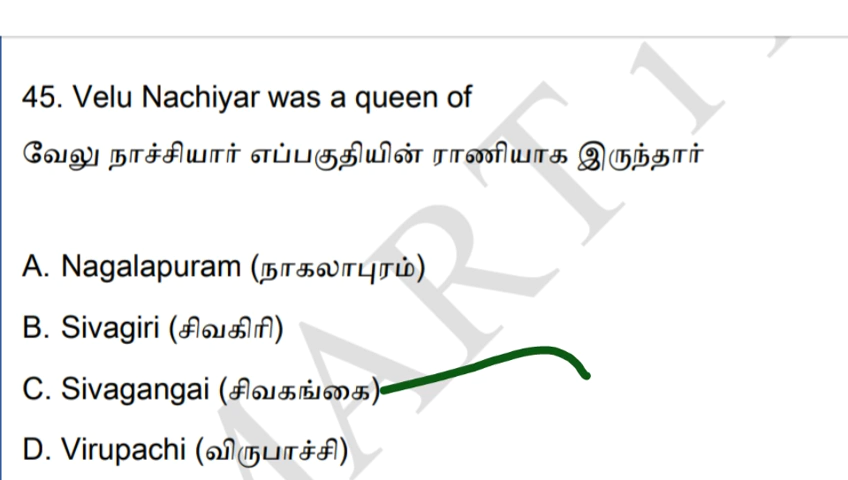 45. Velu Nachiyar was a queen of
வேலு நாச்சியார் எப்பகுதியின் ராணியாக இருந்தார்
A. Nagalapuram (நாகலாபுரம்)
B. Sivagiri (சிவகிரி)
C. Sivagangai (சிவகங்கை)
D. Virupachi (விருபாச்சி)